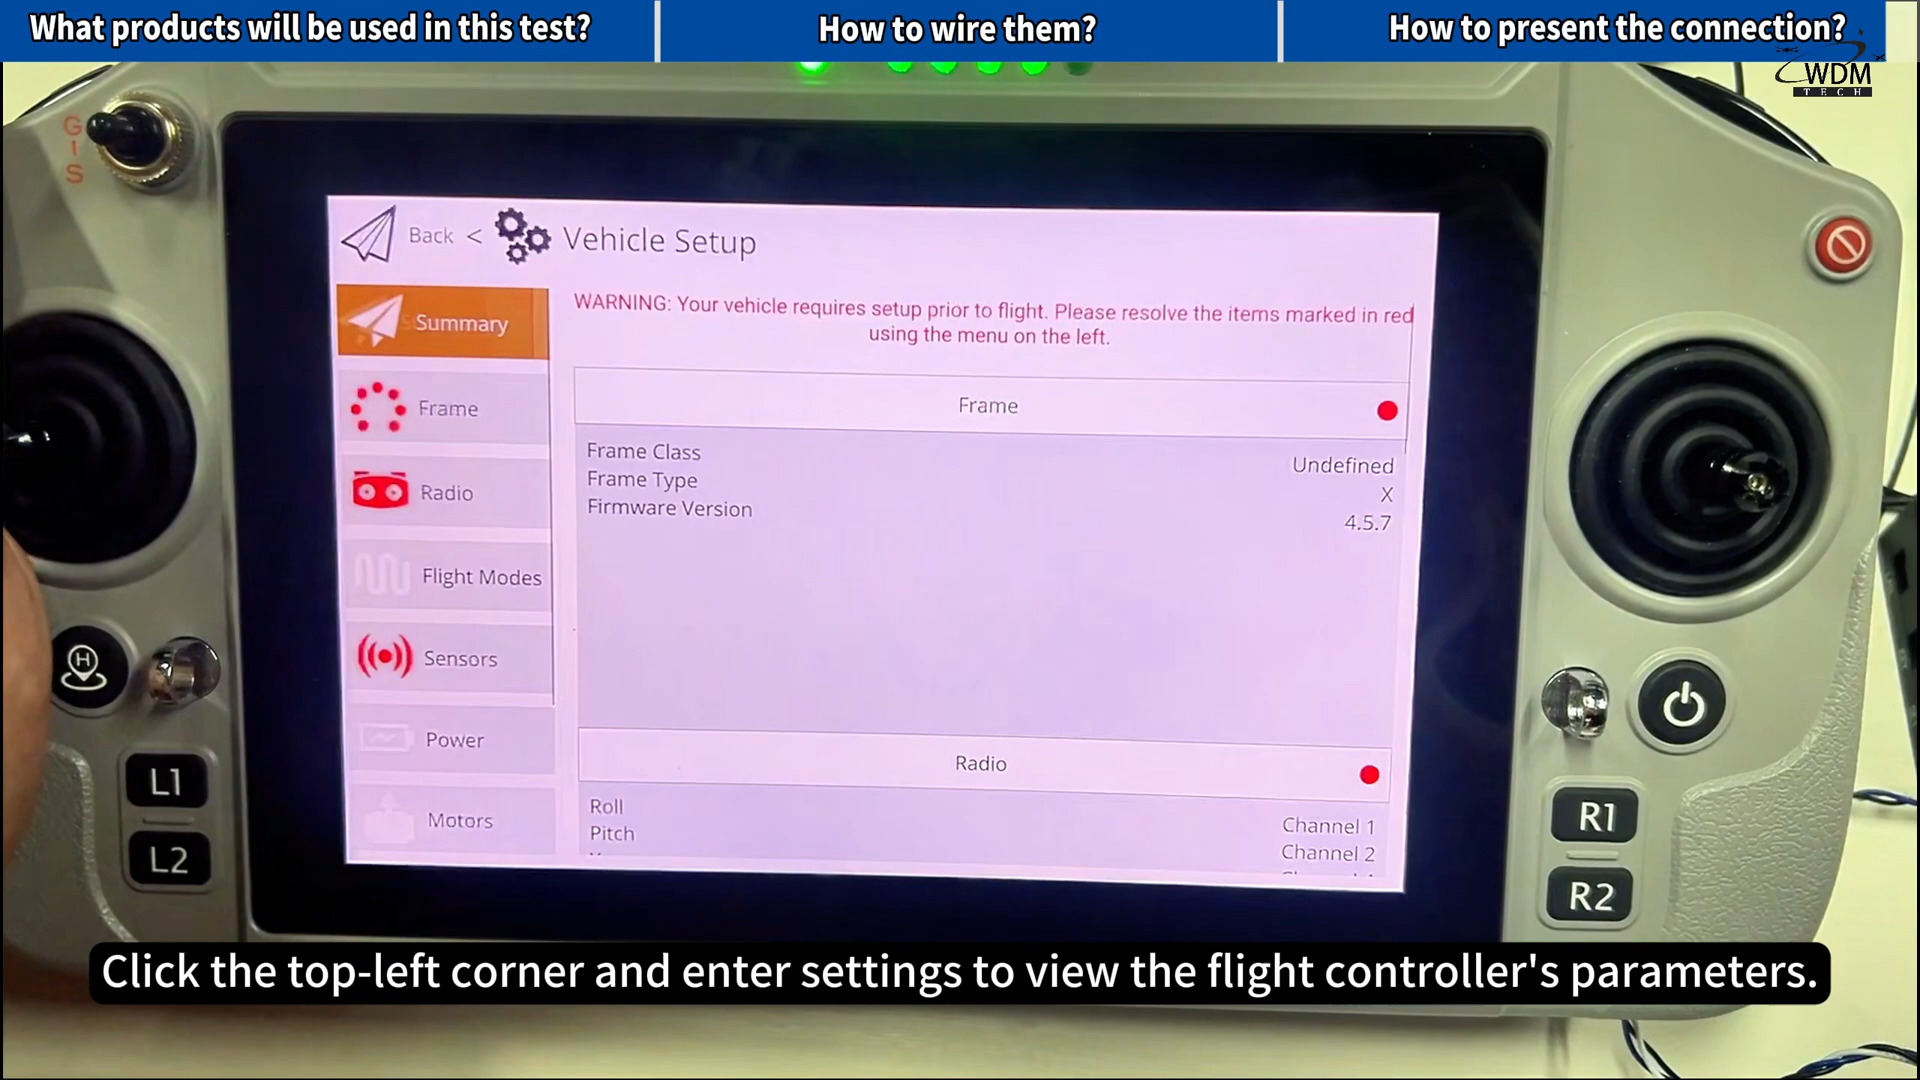 What products will be used in this test?
How to wire them?
How to present the connection?
WDM
TECH
G
I
S
Back < Vehicle Setup
Summary
WARNING: Your vehicle requires setup prior to flight. Please resolve the items marked in red
using the menu on the left.
Frame
Frame
Frame Class
Undefined
Frame Type
X
Firmware Version
4.5.7
Radio
Flight Modes
Sensors
Power
Motors
Radio
Roll
Channel 1
Pitch
Channel 2
H
L1
L2
R1
R2
Click the top-left corner and enter settings to view the flight controller's parameters.